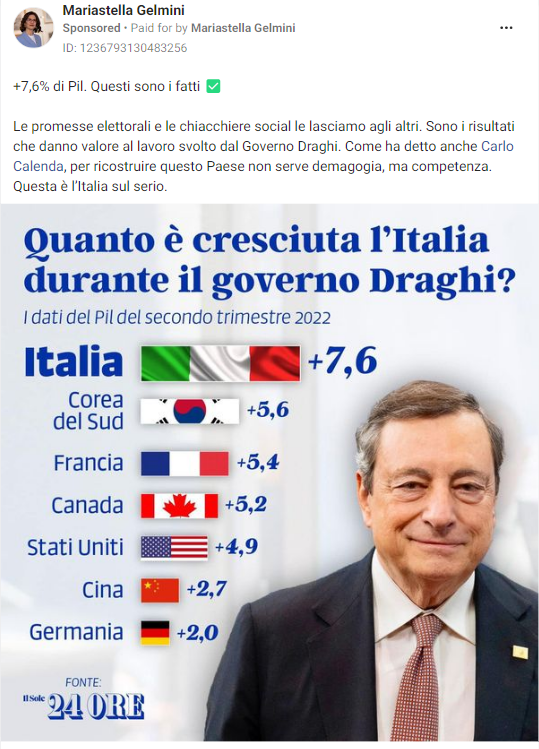 Mariastella Gelmini
Sponsored • Paid for by Mariastella Gelmini
ID: 1236793130483256
+7,6% di Pil. Questi sono i fatti ✅
Le promesse elettorali e le chiacchiere social le lasciamo agli altri. Sono i risultati
che danno valore al lavoro svolto dal Governo Draghi. Come ha detto anche Carlo
Calenda, per ricostruire questo Paese non serve demagogia, ma competenza.
Questa è l’Italia sul serio.
Quanto è cresciuta l’Italia
durante il governo Draghi?
I dati del Pil del secondo trimestre 2022
Italia +7,6
Corea
del Sud +5,6
Francia +5,4
Canada +5,2
Stati Uniti +4,9
Cina +2,7
Germania +2,0
FONTE:
Il Sole 24 ORE